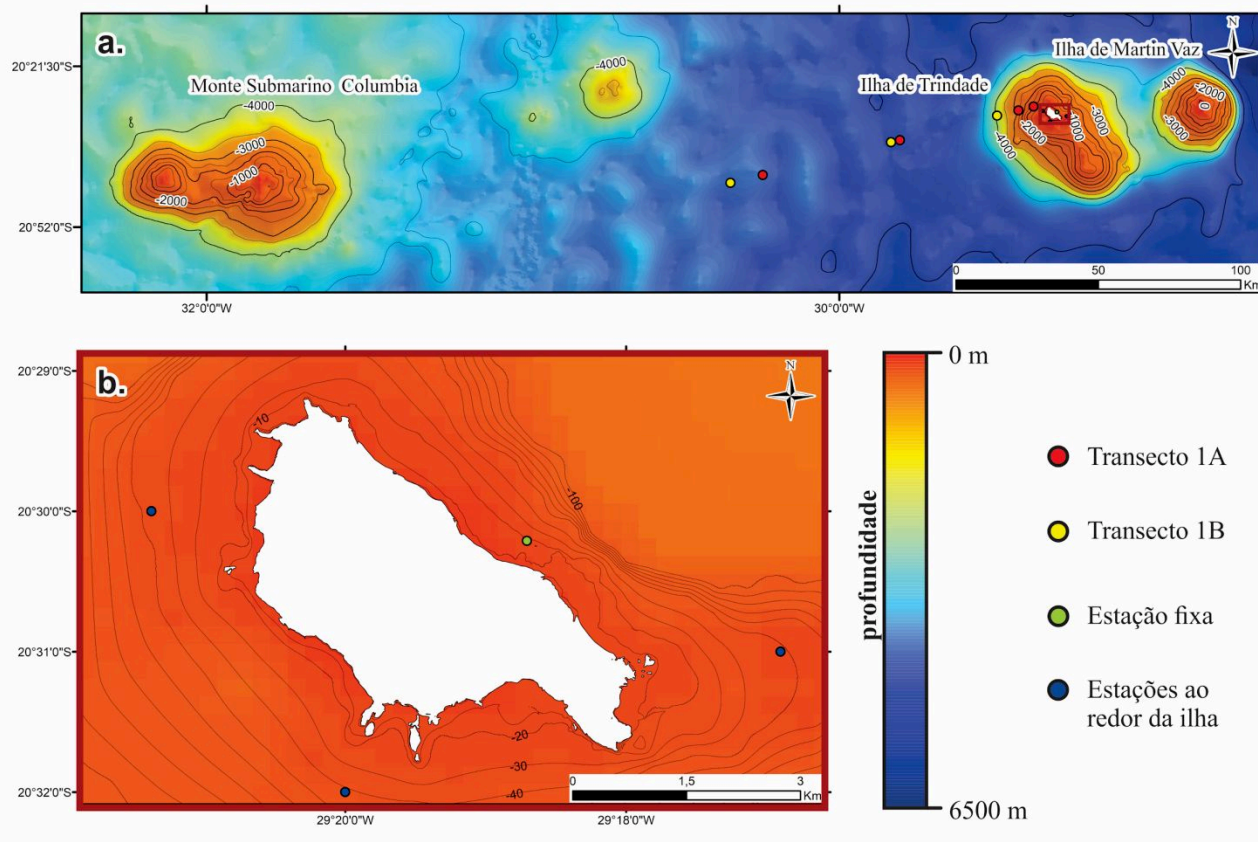 a.
N
Ilha de Martin Vaz
20°21'30"S
-4000
Monte Submarino Columbia
Ilha de Trindade
-4000
-2000
-4000
0
-3000
-3000
-1000
-3000
-2000
-1000
-4000
-2000
20°52'0"S
0 50 100
Km
32°0'0"W
30°0'0"W
b.
N
0 m
20°29'0"S
-10
Transecto 1A
-100
20°30'0"S
Transecto 1B
profundidade
Estação fixa
20°31'0"S
Estações ao
redor da ilha
-20
-30
0 1,5 3
Km
20°32'0"S
-40
6500 m
29°20'0"W
29°18'0"W